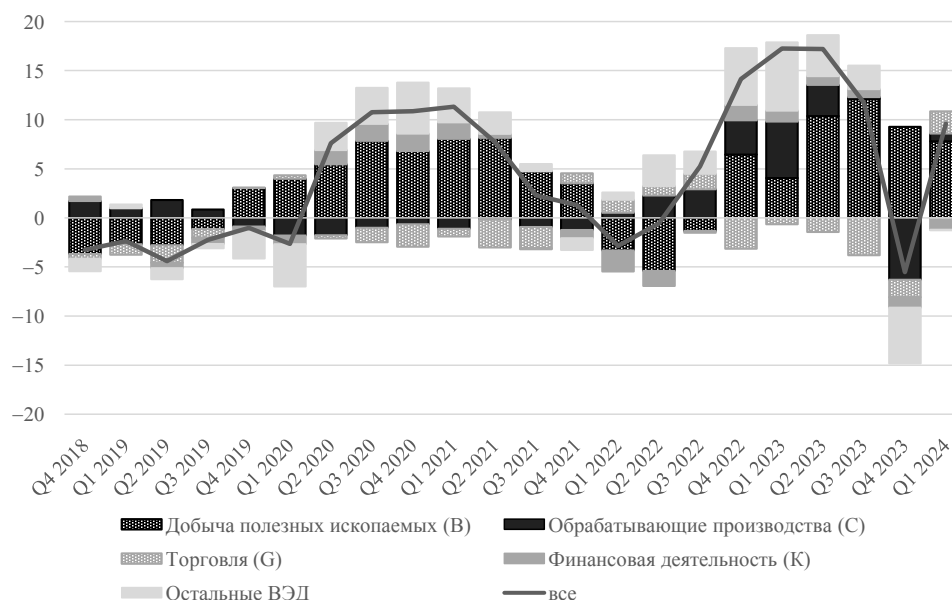 20
15
10
5
0
–5
–10
–15
–20
Q4 2018
Q1 2019
Q2 2019
Q3 2019
Q4 2019
Q1 2020
Q2 2020
Q3 2020
Q4 2020
Q1 2021
Q2 2021
Q3 2021
Q4 2021
Q1 2022
Q2 2022
Q3 2022
Q4 2022
Q1 2023
Q2 2023
Q3 2023
Q4 2023
Q1 2024
Добыча полезных ископаемых (B) Обрабатывающие производства (C)
Торговля (G) Финансовая деятельность (К)
Остальные ВЭД все